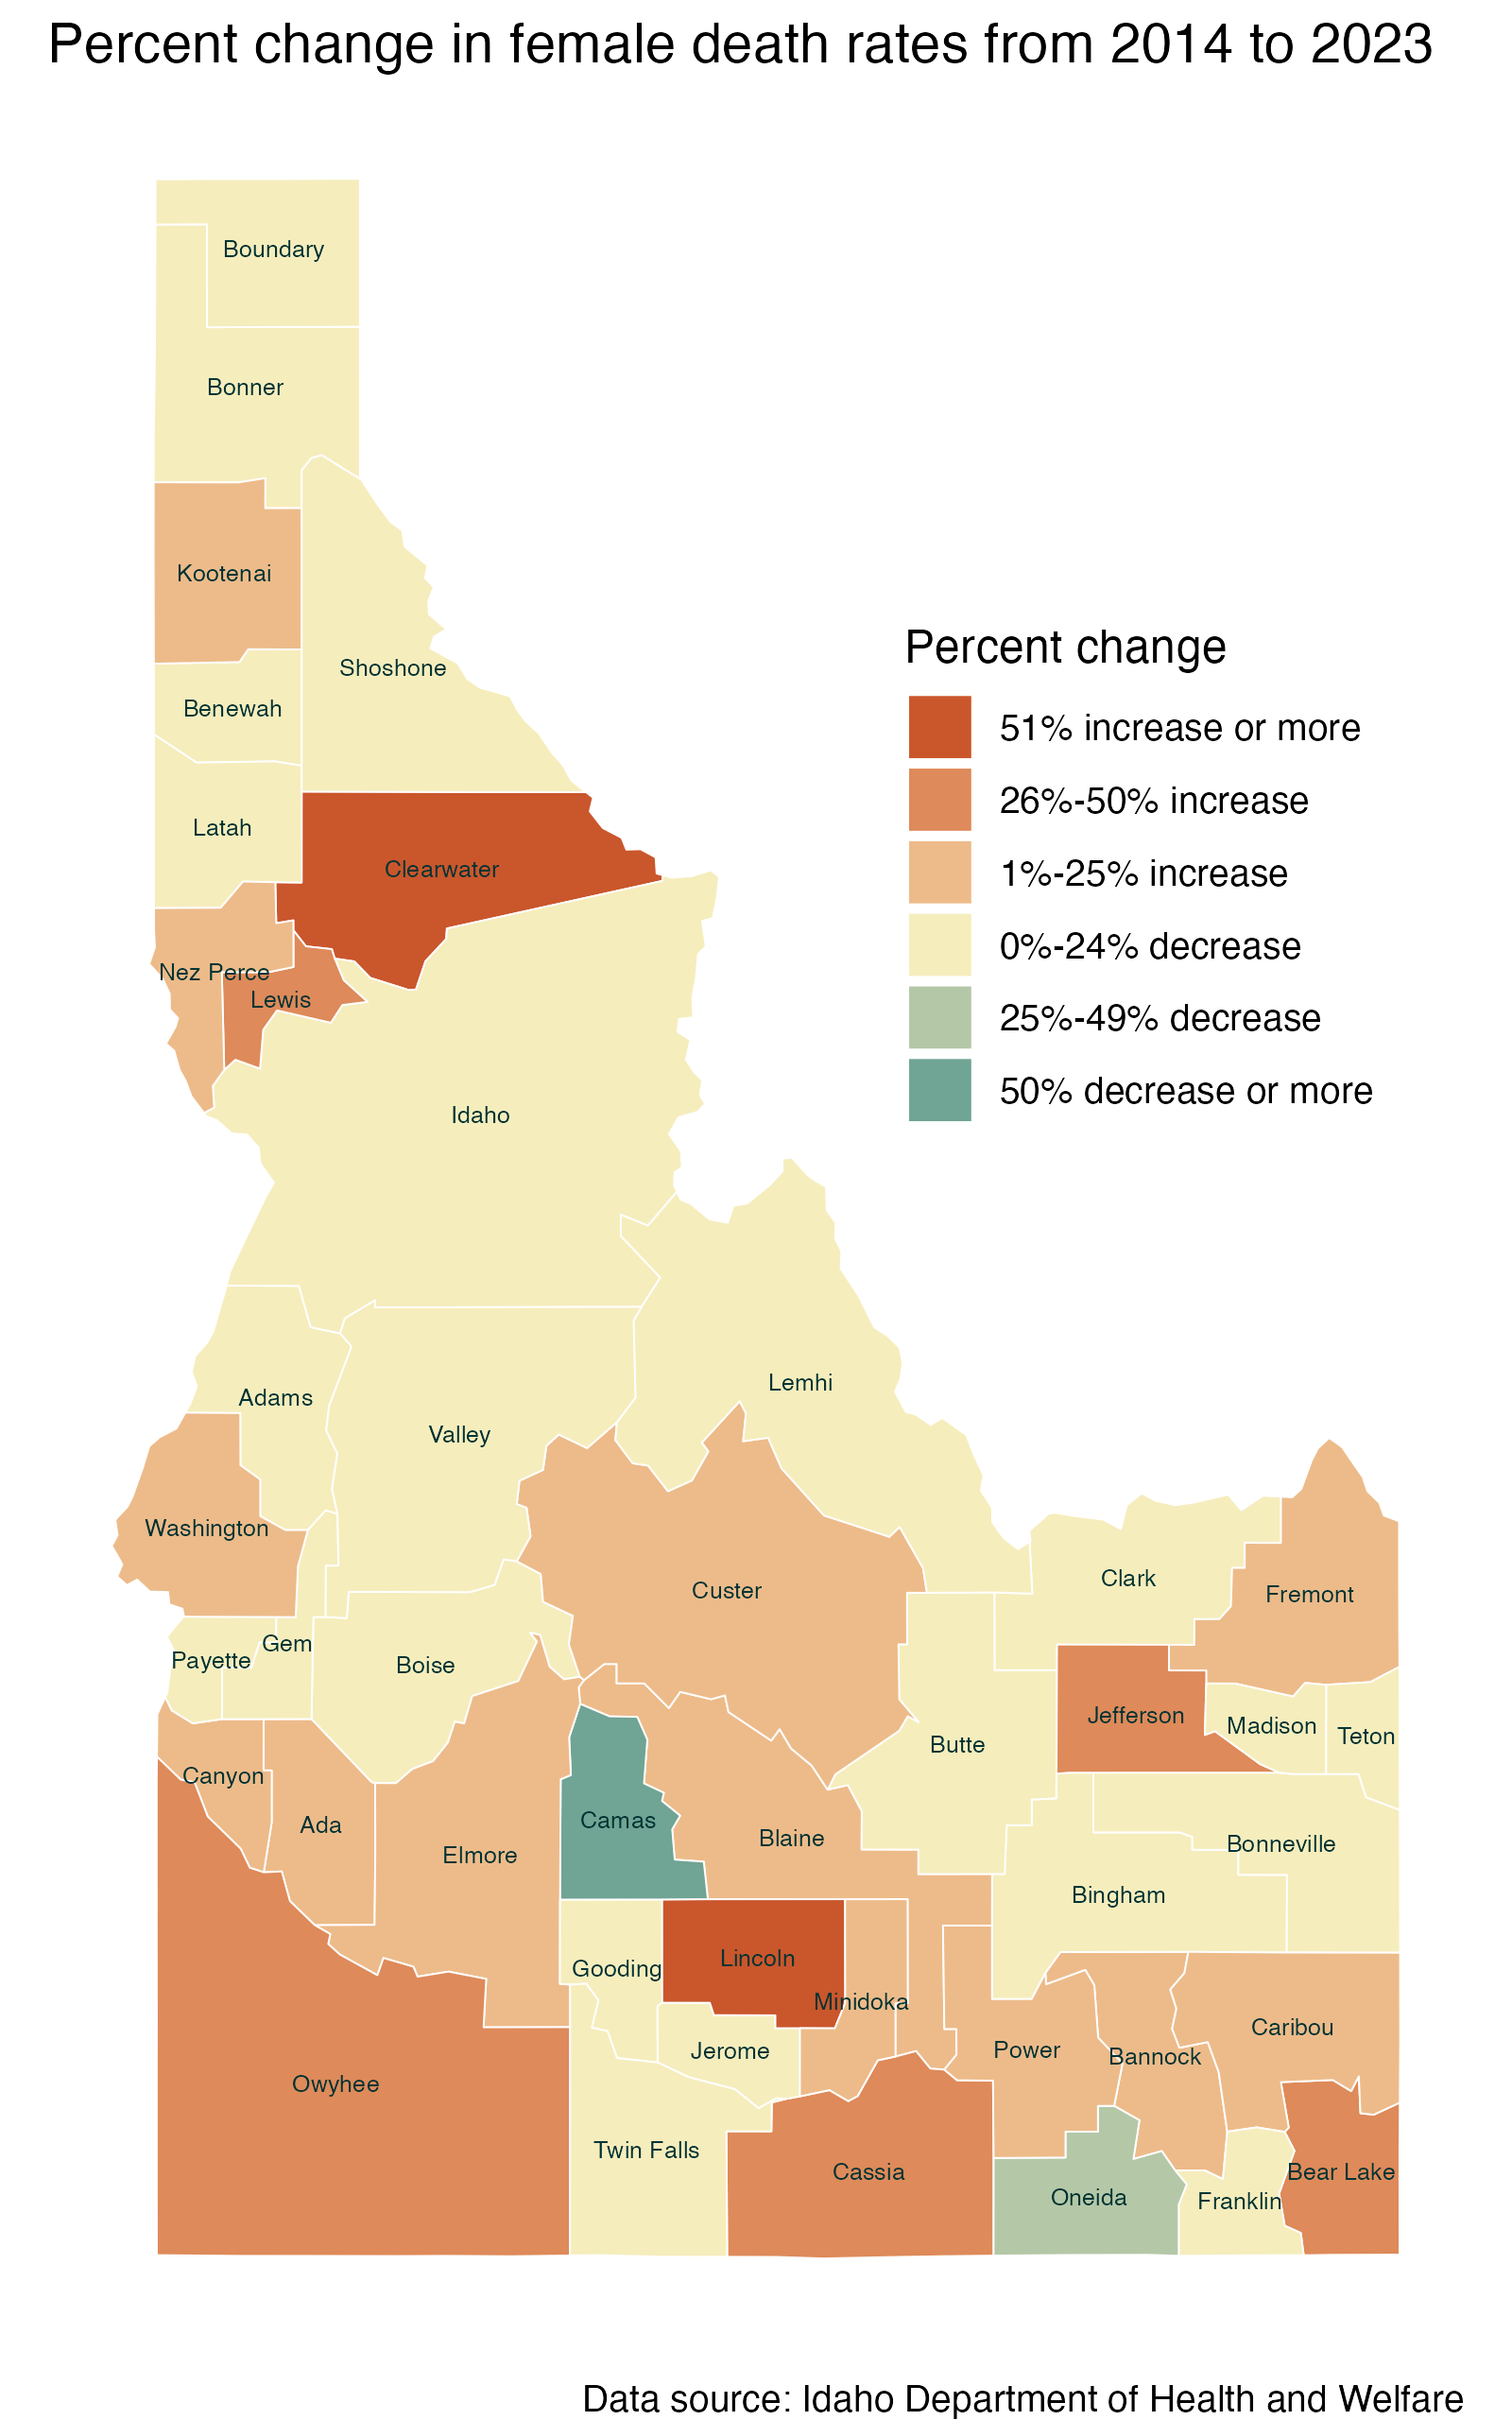 Percent change in female death rates from 2014 to 2023
Boundary
Bonner
Kootenai
Shoshone
Benewah
Latah
Clearwater
Nez Perce
Lewis
Idaho
Percent change
51% increase or more
26%-50% increase
1%-25% increase
0%-24% decrease
25%-49% decrease
50% decrease or more
Lemhi
Adams
Valley
Washington
Custer
Clark
Fremont
Gem
Payette
Boise
Jefferson
Madison
Teton
Butte
Canyon
Ada
Camas
Blaine
Elmore
Bonneville
Bingham
Lincoln
Gooding
Minidoka
Caribou
Jerome
Power
Bannock
Owyhee
Twin Falls
Cassia
Bear Lake
Oneida
Franklin
Data source: Idaho Department of Health and Welfare